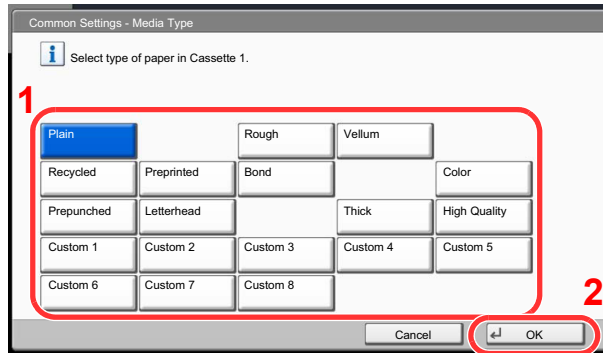 Common Settings - Media Type
i Select type of paper in Cassette 1.
1
Plain Rough Vellum
Recycled Preprinted Bond Color
Prepunched Letterhead Thick High Quality
Custom 1 Custom 2 Custom 3 Custom 4 Custom 5
Custom 6 Custom 7 Custom 8
2
Cancel OK